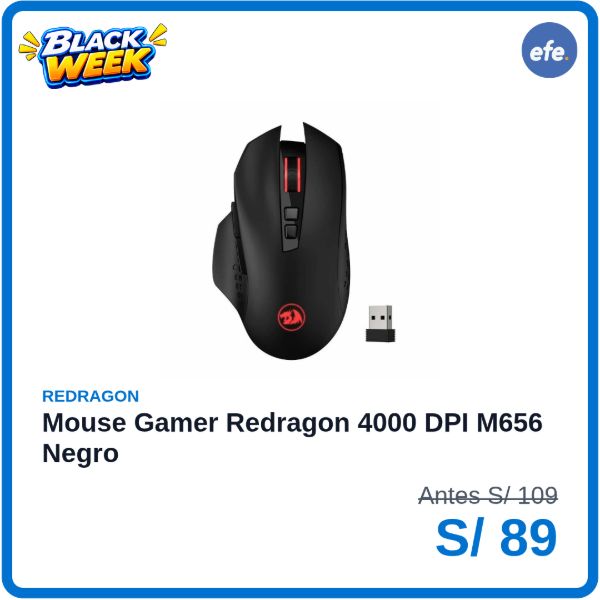 BLACK
WEEK
efe.
REDRAGON
Mouse Gamer Redragon 4000 DPI M656
Negro
Antes S/ 109
S/ 89